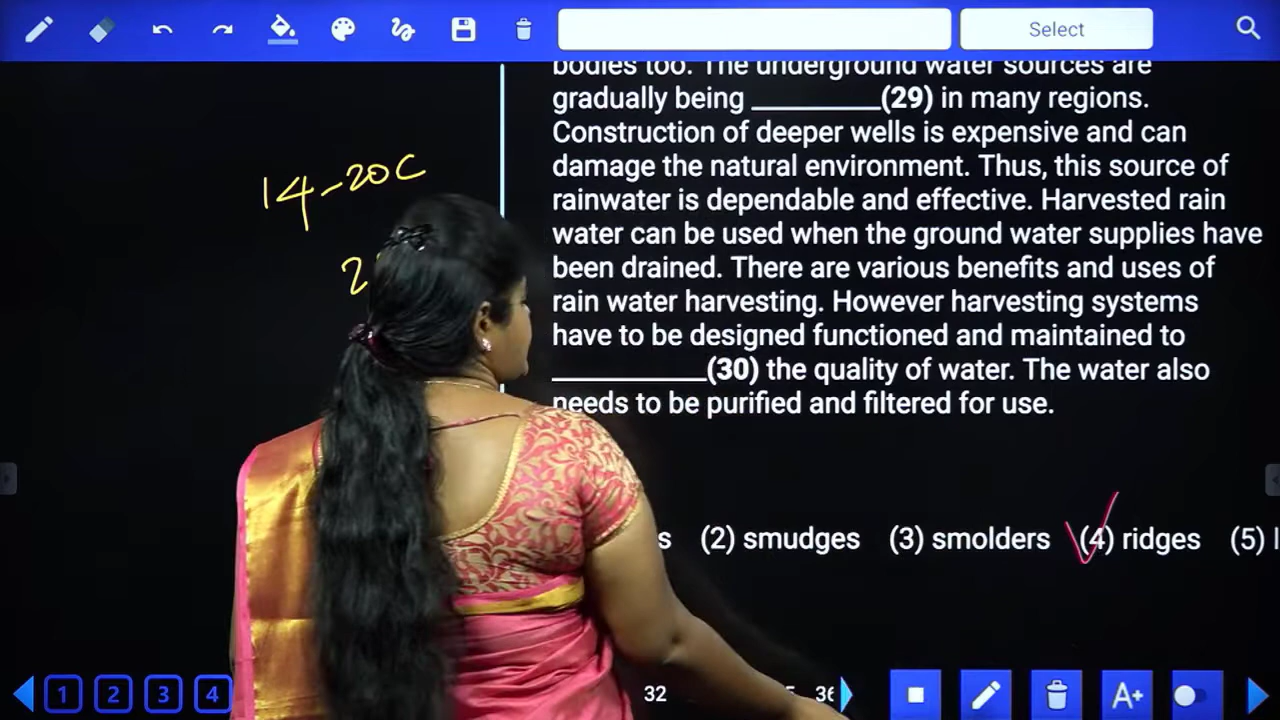 Select
bodies too. The underground water sources are
gradually being __________(29) in many regions.
Construction of deeper wells is expensive and can
damage the natural environment. Thus, this source of
rainwater is dependable and effective. Harvested rain
water can be used when the ground water supplies have
been drained. There are various benefits and uses of
rain water harvesting. However harvesting systems
have to be designed functioned and maintained to
____________(30) the quality of water. The water also
needs to be purified and filtered for use.
14-20C
2
s (2) smudges (3) smolders (4) ridges (5)
1 2 3 4 32 36 A+